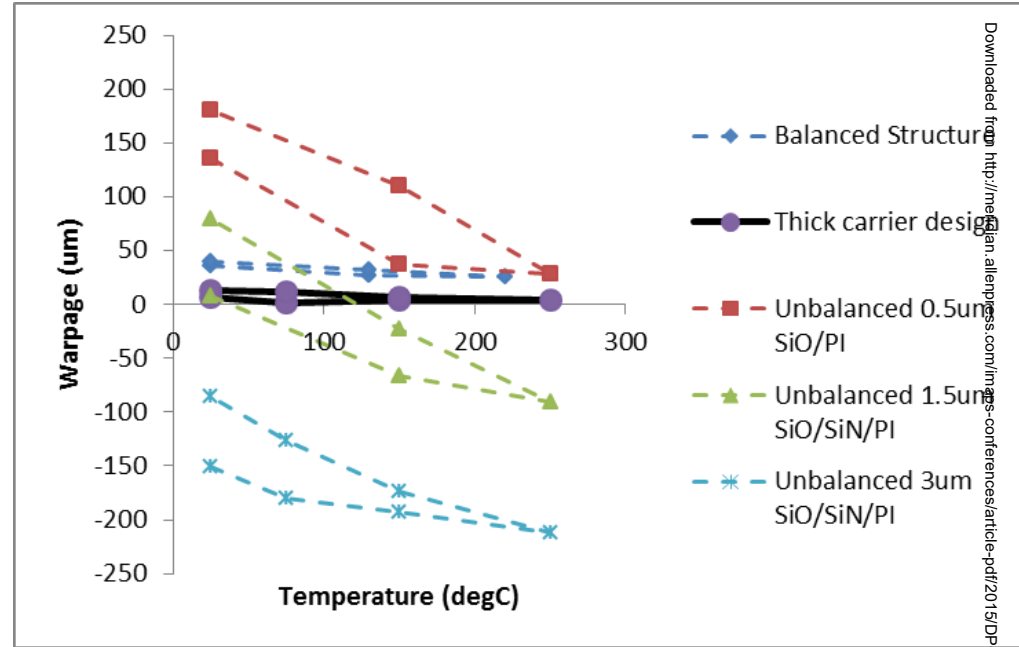 250
200
150
100
50
0
-50
-100
-150
-200
-250
0
100
200
300
Warpage (um)
Temperature (degC)
Balanced Structure
Thick carrier design
Unbalanced 0.5um
SiO/PI
Unbalanced 1.5um
SiO/SiN/PI
Unbalanced 3um
SiO/SiN/PI
Downloaded from http://meridian.allenpress.com/imaps-conferences/article-pdf/2015/DP